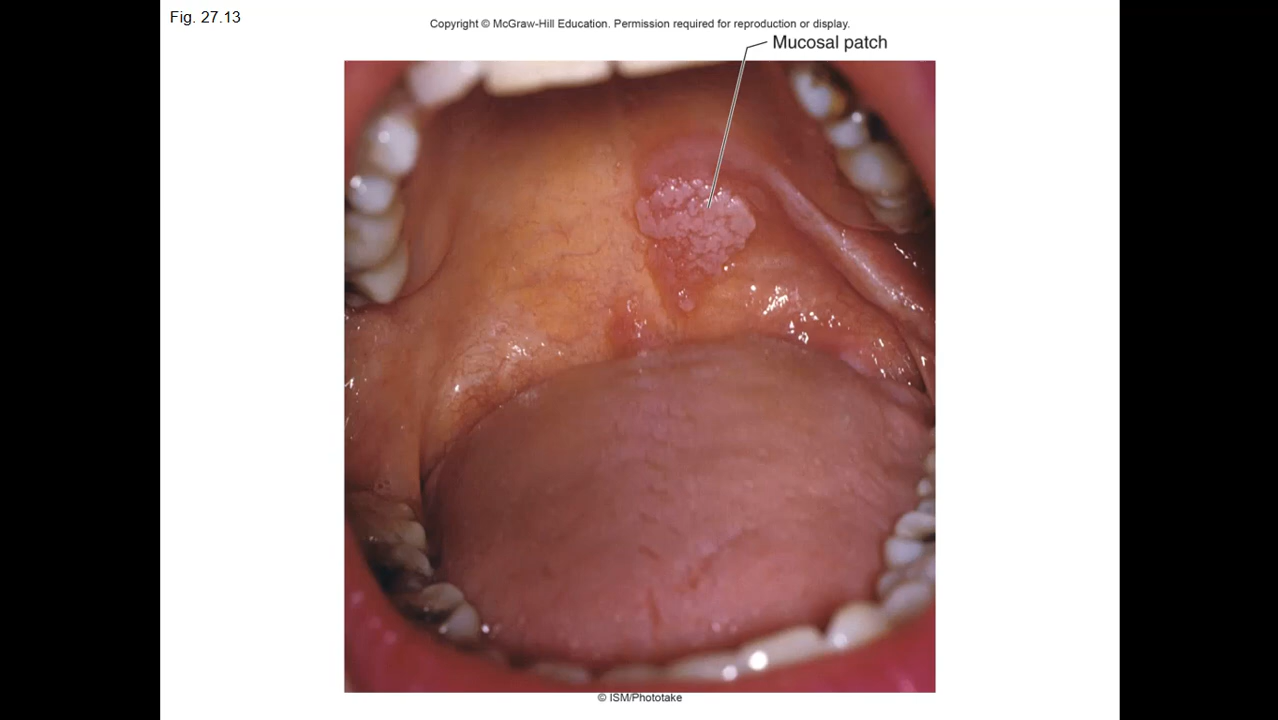 Fig. 27.13
Copyright © McGraw-Hill Education. Permission required for reproduction or display.
Mucosal patch
© ISM/Phototake